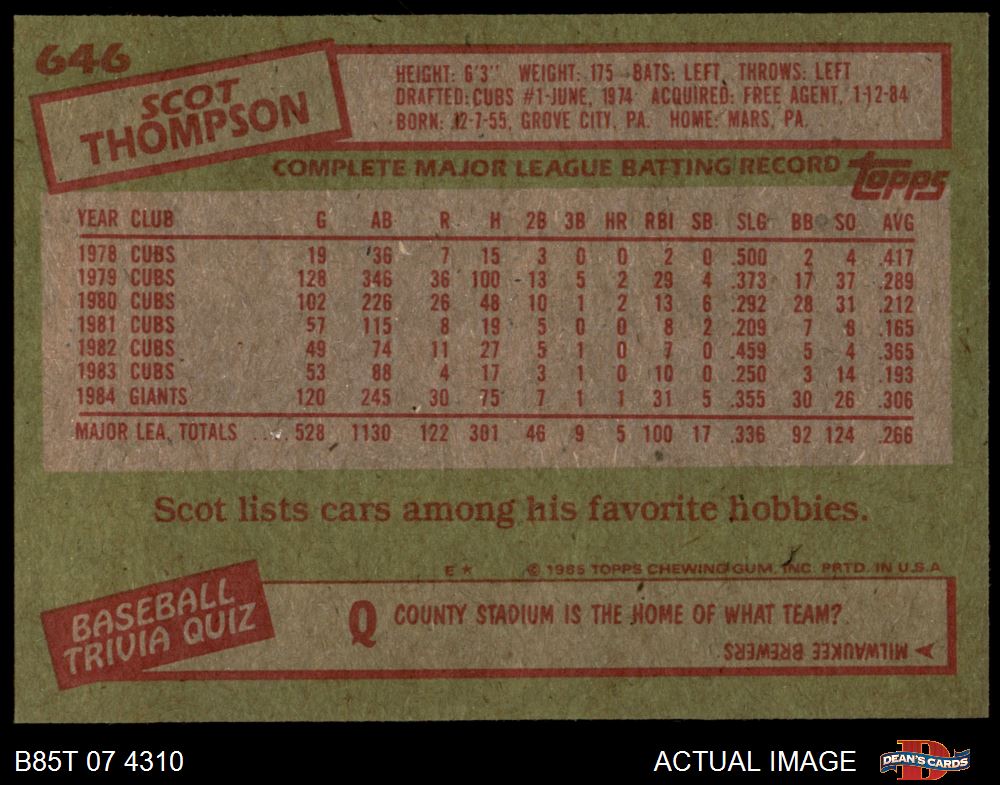 646
SCOT
THOMPSON
HEIGHT: 6'3" WEIGHT: 175 BATS: LEFT THROWS: LEFT
DRAFTED: CUBS #1-JUNE, 1974 ACQUIRED: FREE AGENT, 1-12-84
BORN: 12-7-55, GROVE CITY, PA. HOME: MARS, PA.
COMPLETE MAJOR LEAGUE BATTING RECORD
Topps
YEAR CLUB G AB R H 2B 3B HR RBI SB SLG BB SO AVG
1978 CUBS 19 36 7 15 3 0 0 2 0 .500 2 4 .417
1979 CUBS 128 346 36 100 13 5 2 29 4 .373 17 37 .289
1980 CUBS 102 226 26 48 10 1 2 13 6 .292 28 31 .212
1981 CUBS 57 115 8 19 5 0 0 8 2 .209 7 8 .165
1982 CUBS 49 74 11 27 5 1 0 7 0 .459 5 4 .365
1983 CUBS 53 88 4 17 3 1 0 10 0 .250 3 14 .193
1984 GIANTS 120 245 30 75 7 1 1 31 5 .355 30 26 .306
MAJOR LEA. TOTALS .... 528 1130 122 301 46 9 5 100 17 .336 92 124 .266
Scot lists cars among his favorite hobbies.
E * © 1985 TOPPS CHEWING GUM, INC. PRTD. IN U.S.A.
BASEBALL
TRIVIA QUIZ
Q COUNTY STADIUM IS THE HOME OF WHAT TEAM?
A MILWAUKEE BREWERS
B85T 07 4310
ACTUAL IMAGE
DEAN'S CARDS